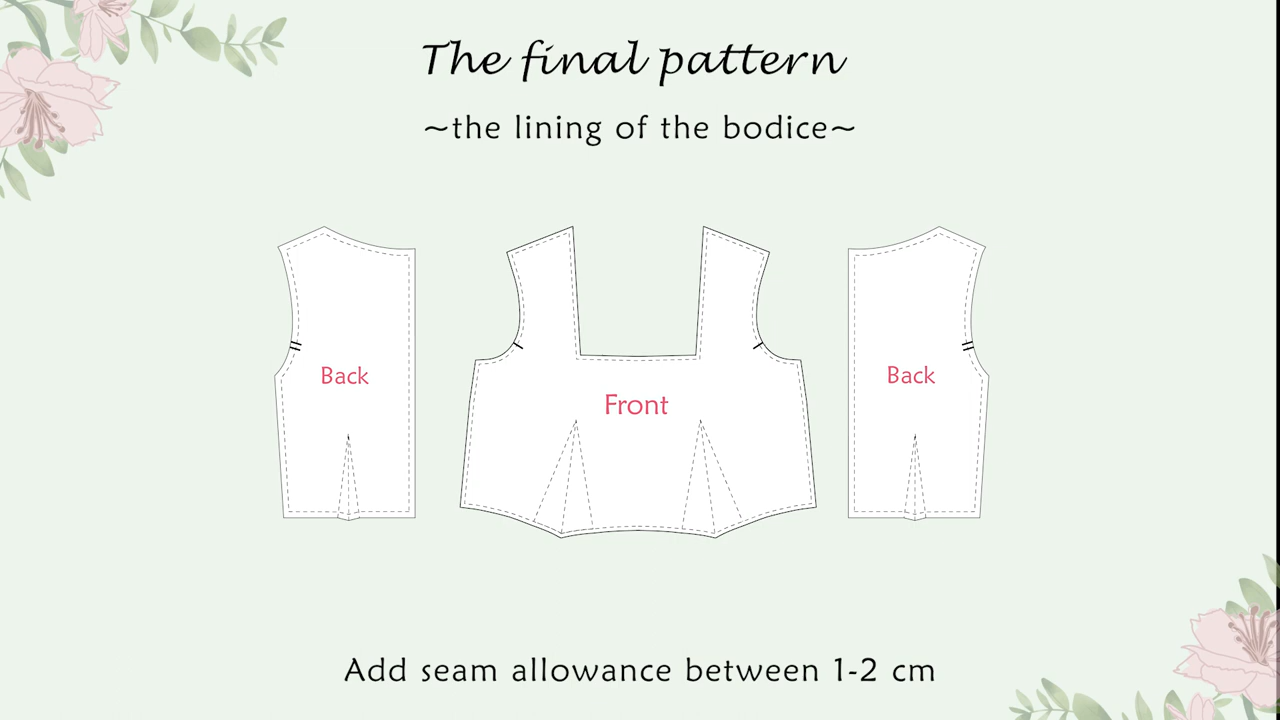 The final pattern
~the lining of the bodice~
Back
Front
Back
Add seam allowance between 1-2 cm